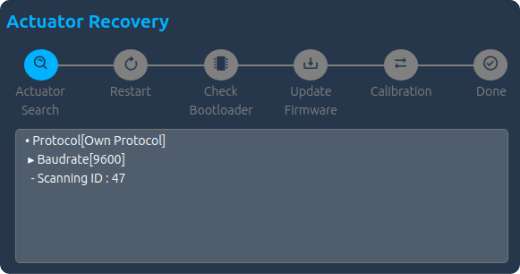 Actuator Recovery
Actuator
Search
Restart
Check
Bootloader
Update
Firmware
Calibration
Done
• Protocol[Own Protocol]
▸ Baudrate[9600]
- Scanning ID : 47